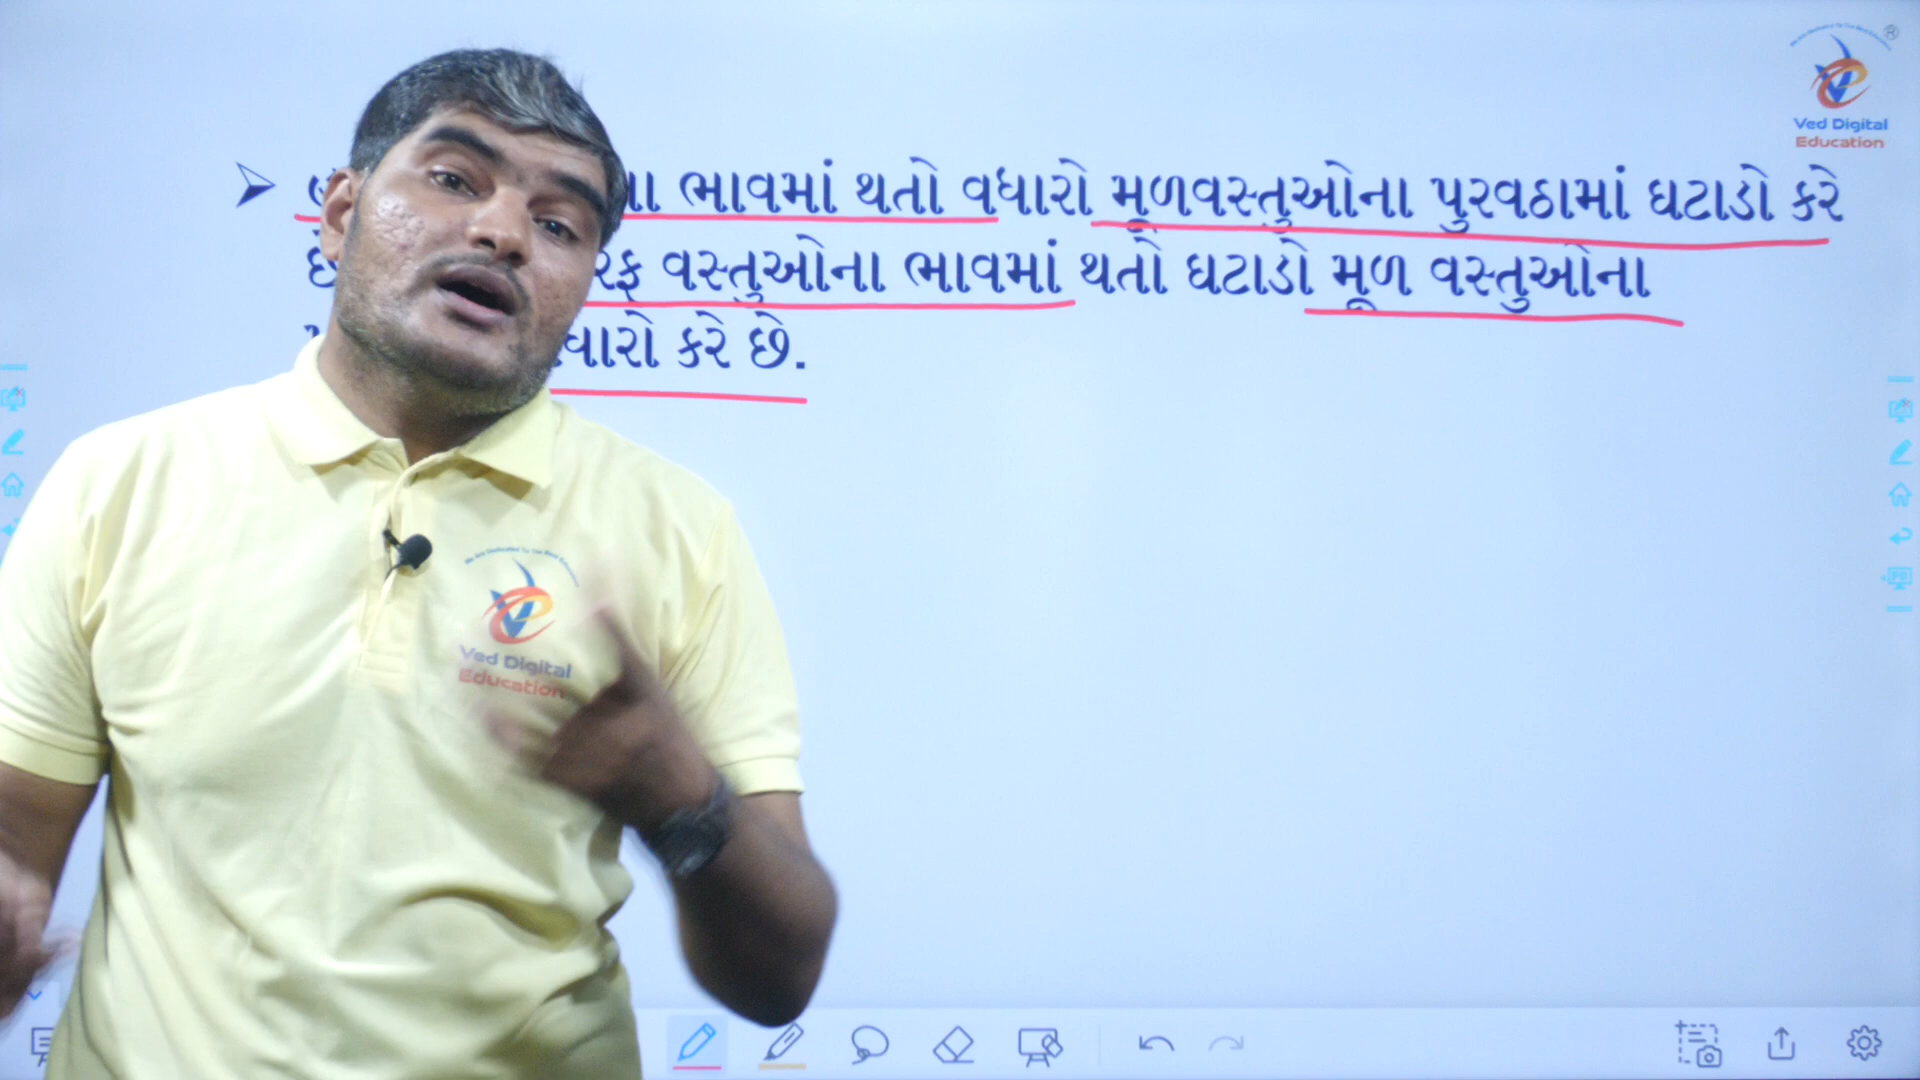 Ved Digital
Education
ભાવમાં થતો વધારો મૂળવસ્તુઓના પુરવઠામાં ઘટાડો કરે
વસ્તુઓના ભાવમાં થતો ઘટાડો મૂળ વસ્તુઓના
કરે છે.
Ved Digital
Education